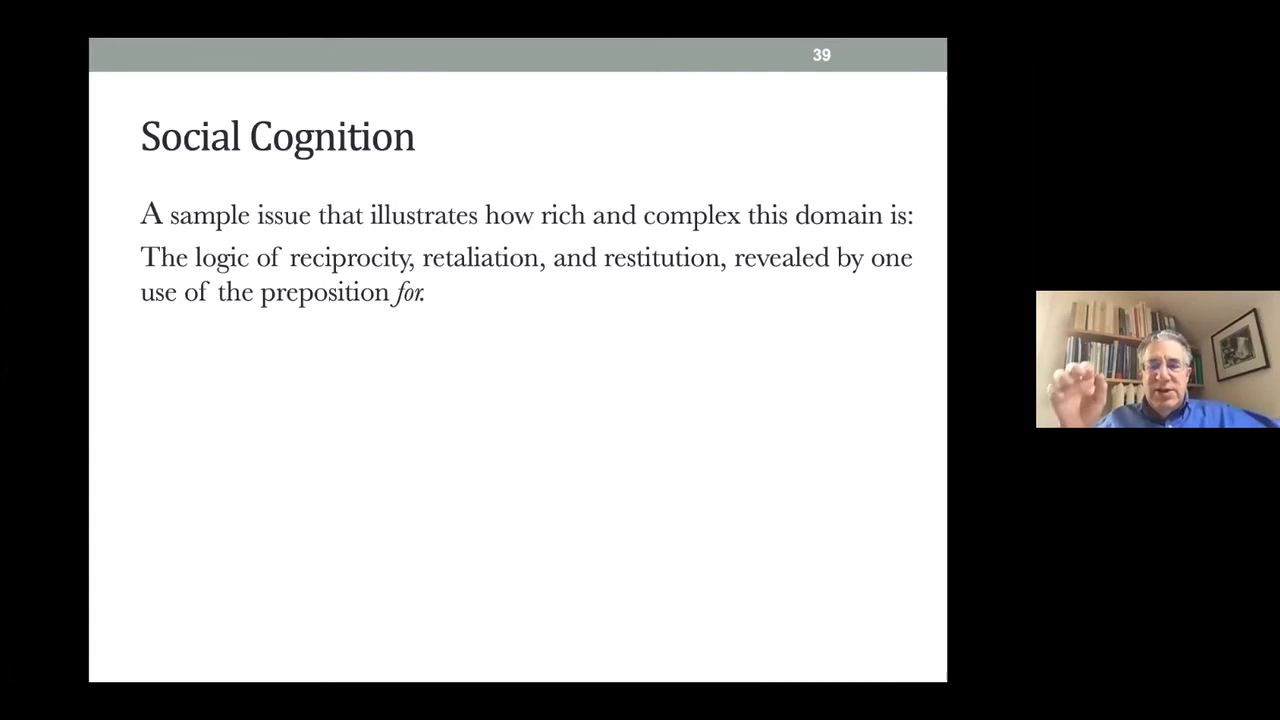 39
Social Cognition
A sample issue that illustrates how rich and complex this domain is:
The logic of reciprocity, retaliation, and restitution, revealed by one
use of the preposition for.